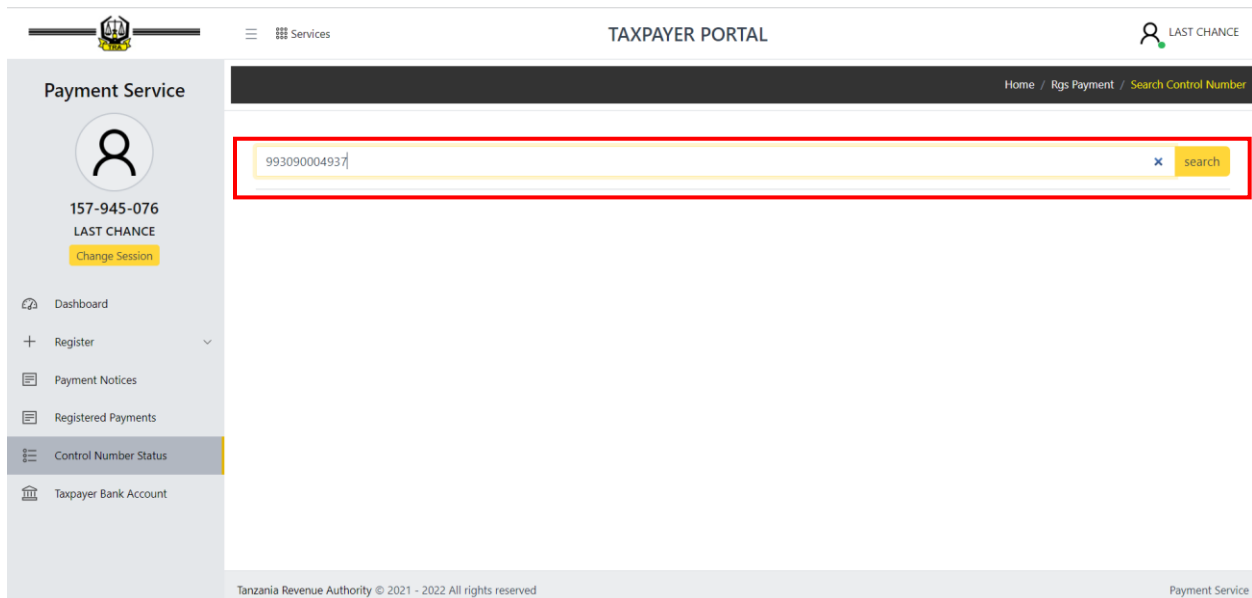 TRA
Services
TAXPAYER PORTAL
LAST CHANCE
Payment Service
157-945-076
LAST CHANCE
Change Session
Dashboard
Register
Payment Notices
Registered Payments
Control Number Status
Taxpayer Bank Account
Home / Rgs Payment / Search Control Number
993090004937
search
Tanzania Revenue Authority © 2021 - 2022 All rights reserved
Payment Service